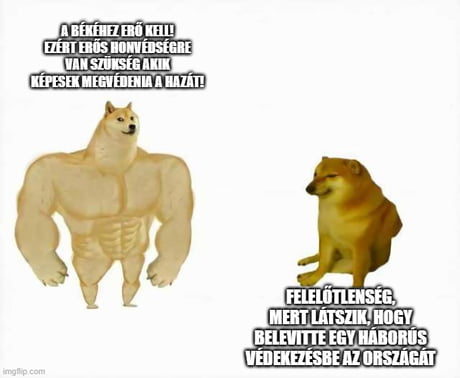 A BÉKÉHEZ ERŐ KELL!
EZÉRT ERŐS HONVÉDSÉGRE
VAN SZÜKSÉG AKIK
KÉPESEK MEGVÉDENIA A HAZÁT!
FELELŐTLENSÉG,
MERT LÁTSZIK, HOGY
BELEVITTE EGY HÁBORÚS
VÉDEKEZÉSBE AZ ORSZÁGÁT
imgflip.com